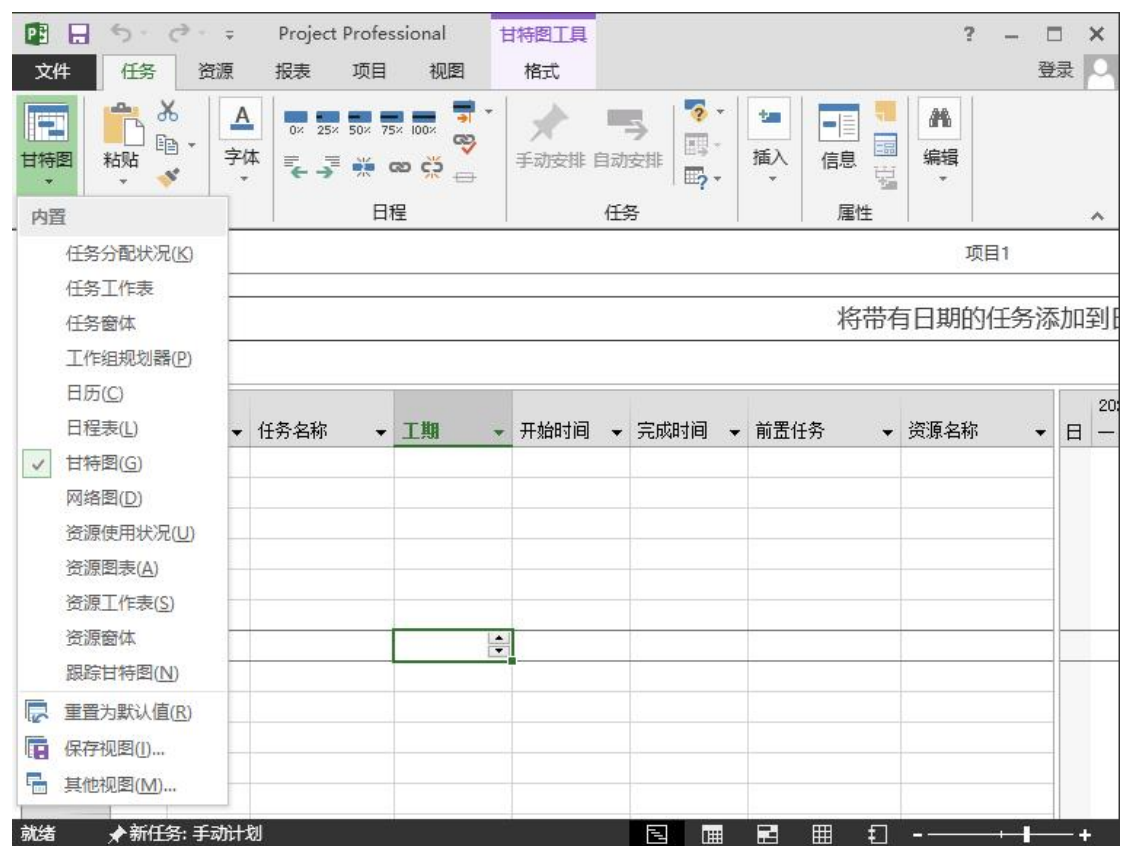 Project Professional
甘特图工具
?
文件
任务
资源
报表
项目
视图
格式
登录
甘特图
粘贴
A
字体
0% 25% 50% 75% 100%
手动安排
自动安排
插入
信息
编辑
日程
任务
属性
内置
任务分配状况(K)
任务工作表
任务窗体
工作组规划器(P)
日历(C)
日程表(L)
甘特图(G)
网络图(D)
资源使用状况(U)
资源图表(A)
资源工作表(S)
资源窗体
跟踪甘特图(N)
重置为默认值(R)
保存视图(I)...
其他视图(M)...
项目1
将带有日期的任务添加到
任务名称
工期
开始时间
完成时间
前置任务
资源名称
日
一
就绪
新任务: 手动计划